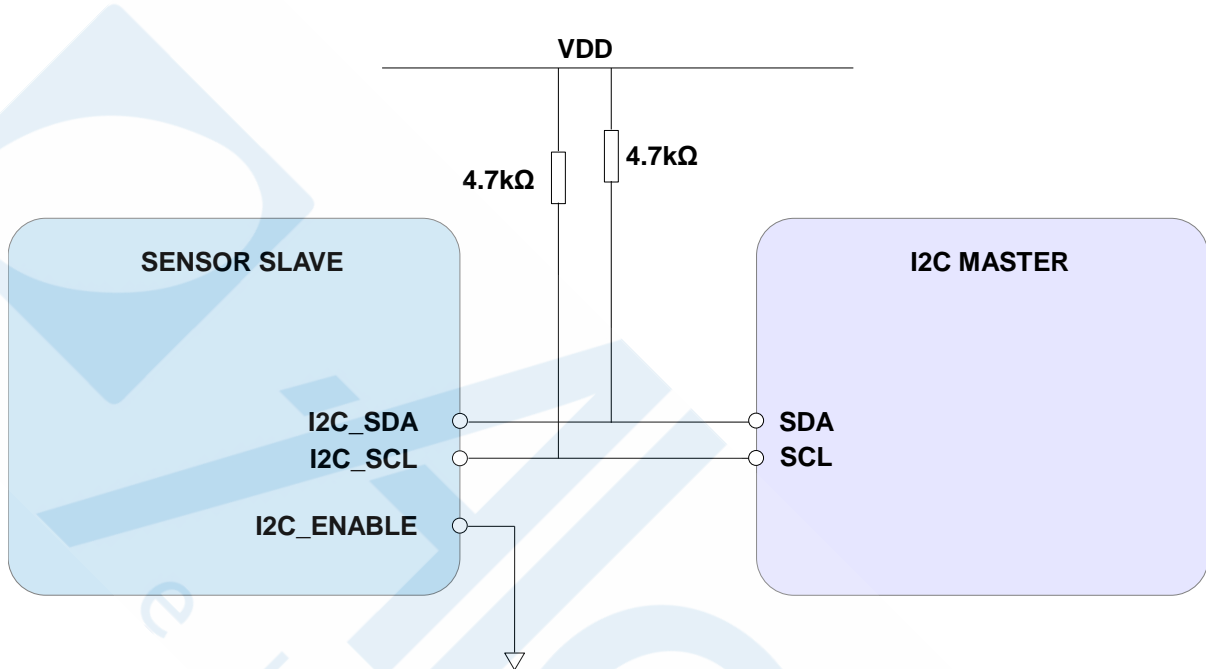 VDD
4.7kΩ
4.7kΩ
SENSOR SLAVE
I2C MASTER
I2C_SDA
SDA
I2C_SCL
SCL
I2C_ENABLE
e